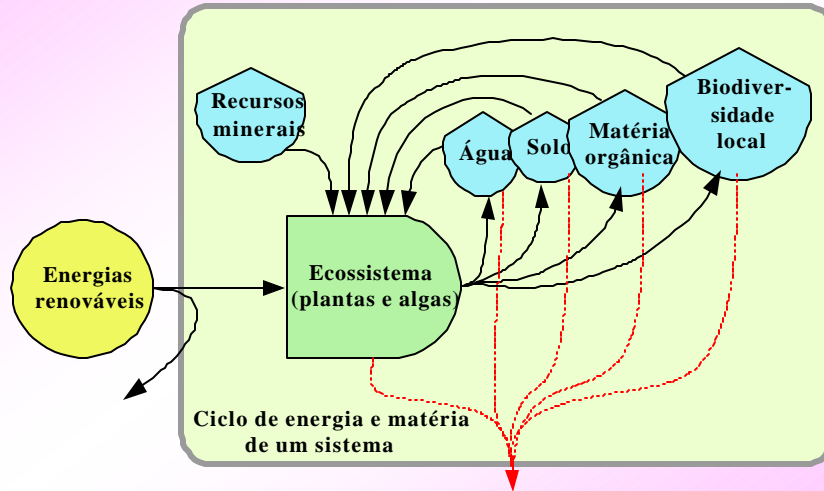 Recursos
minerais
Água
Solo
Matéria
orgânica
Biodiver-
sidade
local
Energias
renováveis
Ecossistema
(plantas e algas)
Ciclo de energia e matéria
de um sistema